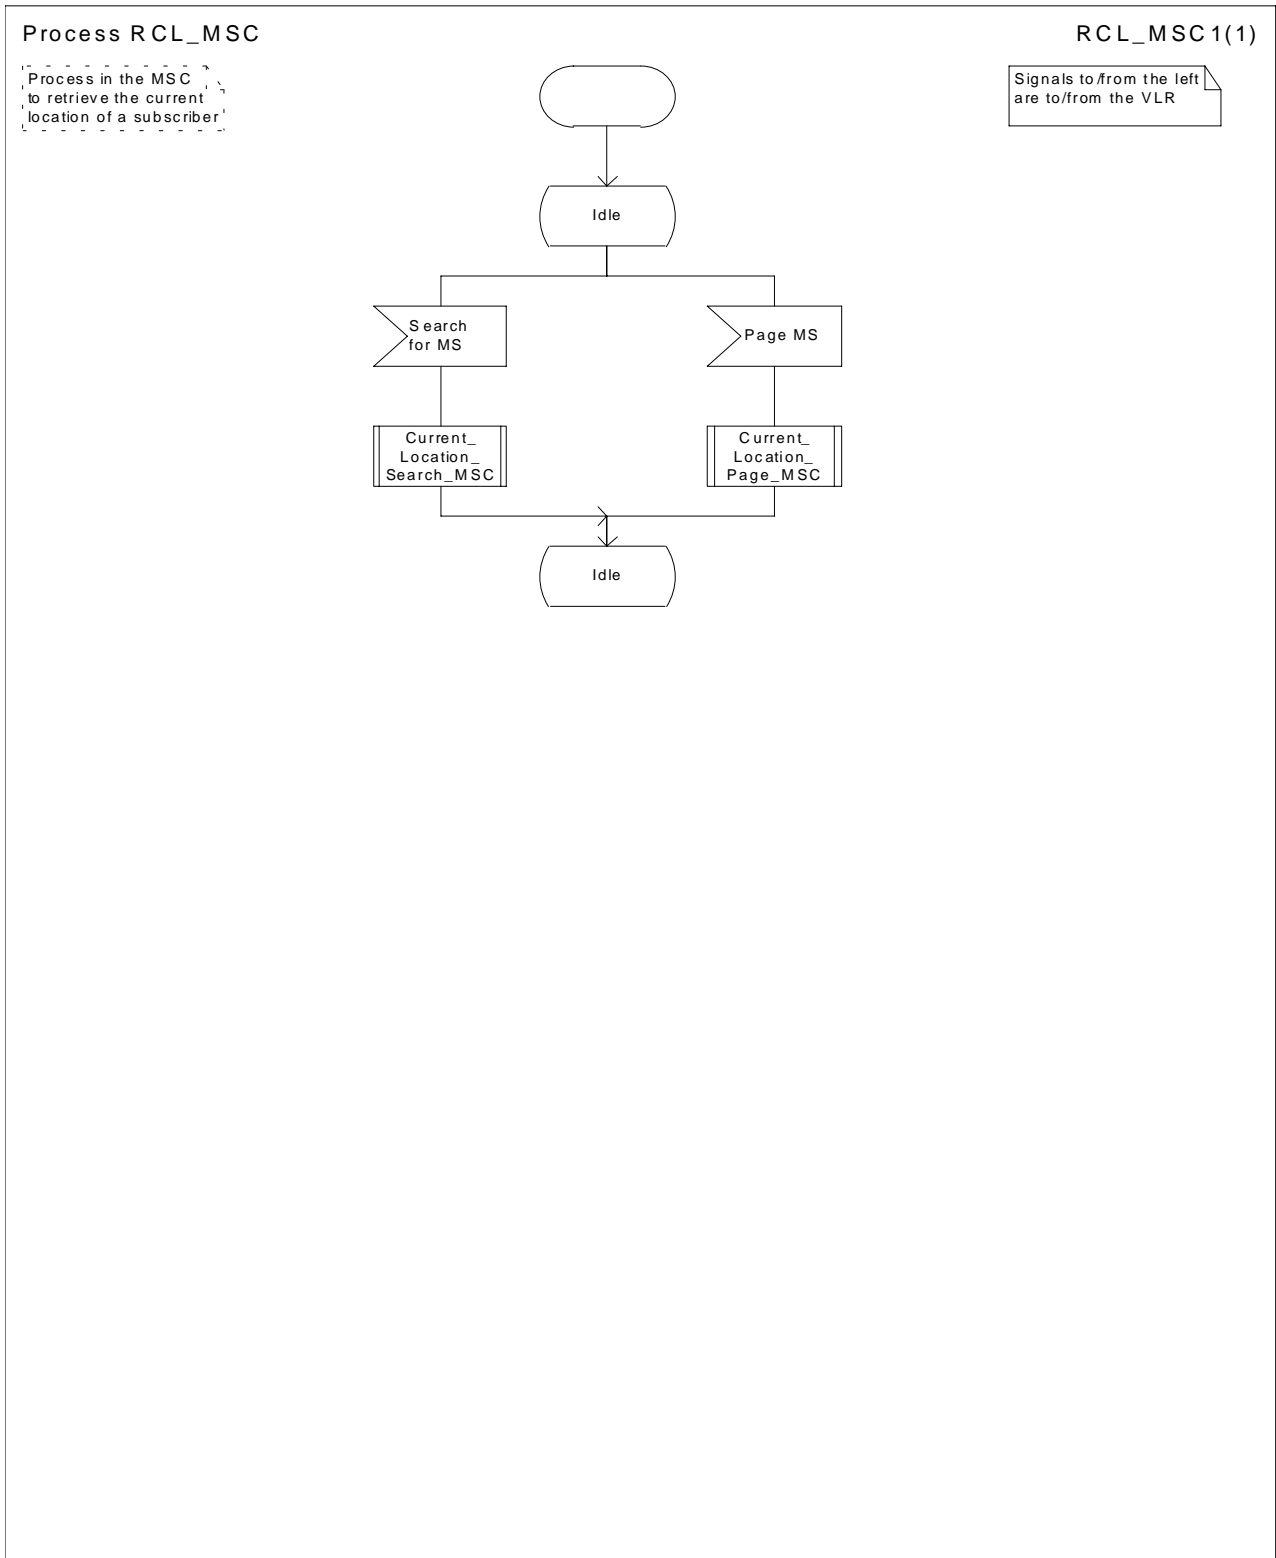 Process RCL_MSC
RCL_MSC1(1)
Process in the MSC
to retrieve the current
location of a subscriber
Signals to/from the left
are to/from the VLR
Idle
Search
for MS
Page MS
Current_
Location_
Search_MSC
Current_
Location_
Page_MSC
Idle